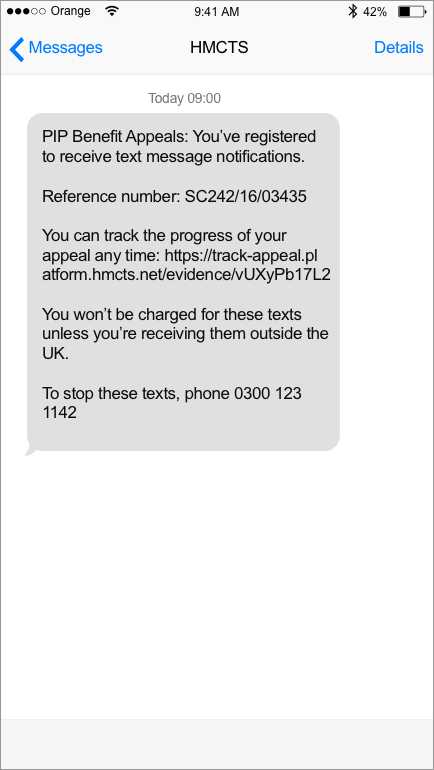 Orange 9:41 AM 42%
Messages HMCTS Details
Today 09:00
PIP Benefit Appeals: You’ve registered
to receive text message notifications.
Reference number: SC242/16/03435
You can track the progress of your
appeal any time: https://track-appeal.pl
atform.hmcts.net/evidence/vUXyPb17L2
You won’t be charged for these texts
unless you’re receiving them outside the
UK.
To stop these texts, phone 0300 123
1142